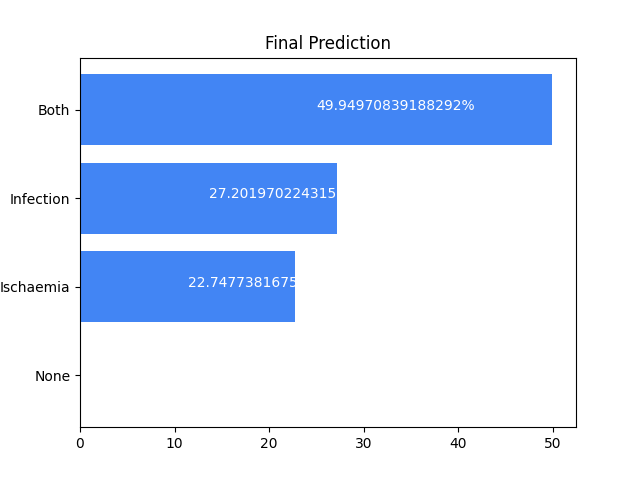 Final Prediction
Both
49.94970839188292%
Infection
27.201970224315
Ischaemia
22.7477381675
None
0 10 20 30 40 50